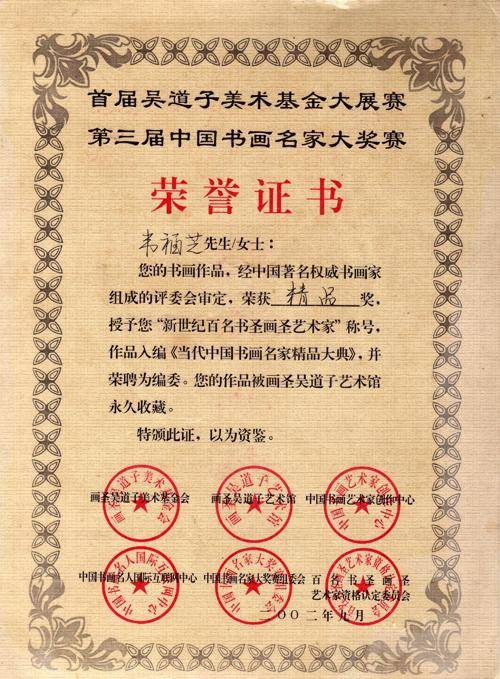 首届吴道子美术基金大展赛
第三届中国书画名家大奖赛
荣誉证书
韦福芝先生/女士：
您的书画作品，经中国著名权威书画家
组成的评委会审定，荣获 精品 奖，
授予您“新世纪百名书圣画圣艺术家”称号，
作品入编《当代中国书画名家精品大典》，并
荣聘为编委。您的作品被画圣吴道子艺术馆
永久收藏。
特颁此证，以为资鉴。
画圣吴道子美术基金会
画圣吴道子艺术馆
中国书画艺术家创作中心
中国书画名人国际互联网中心
中国书画名家大奖赛组委会
百名书圣画圣
艺术家资格认定委员会
二〇〇二年九月